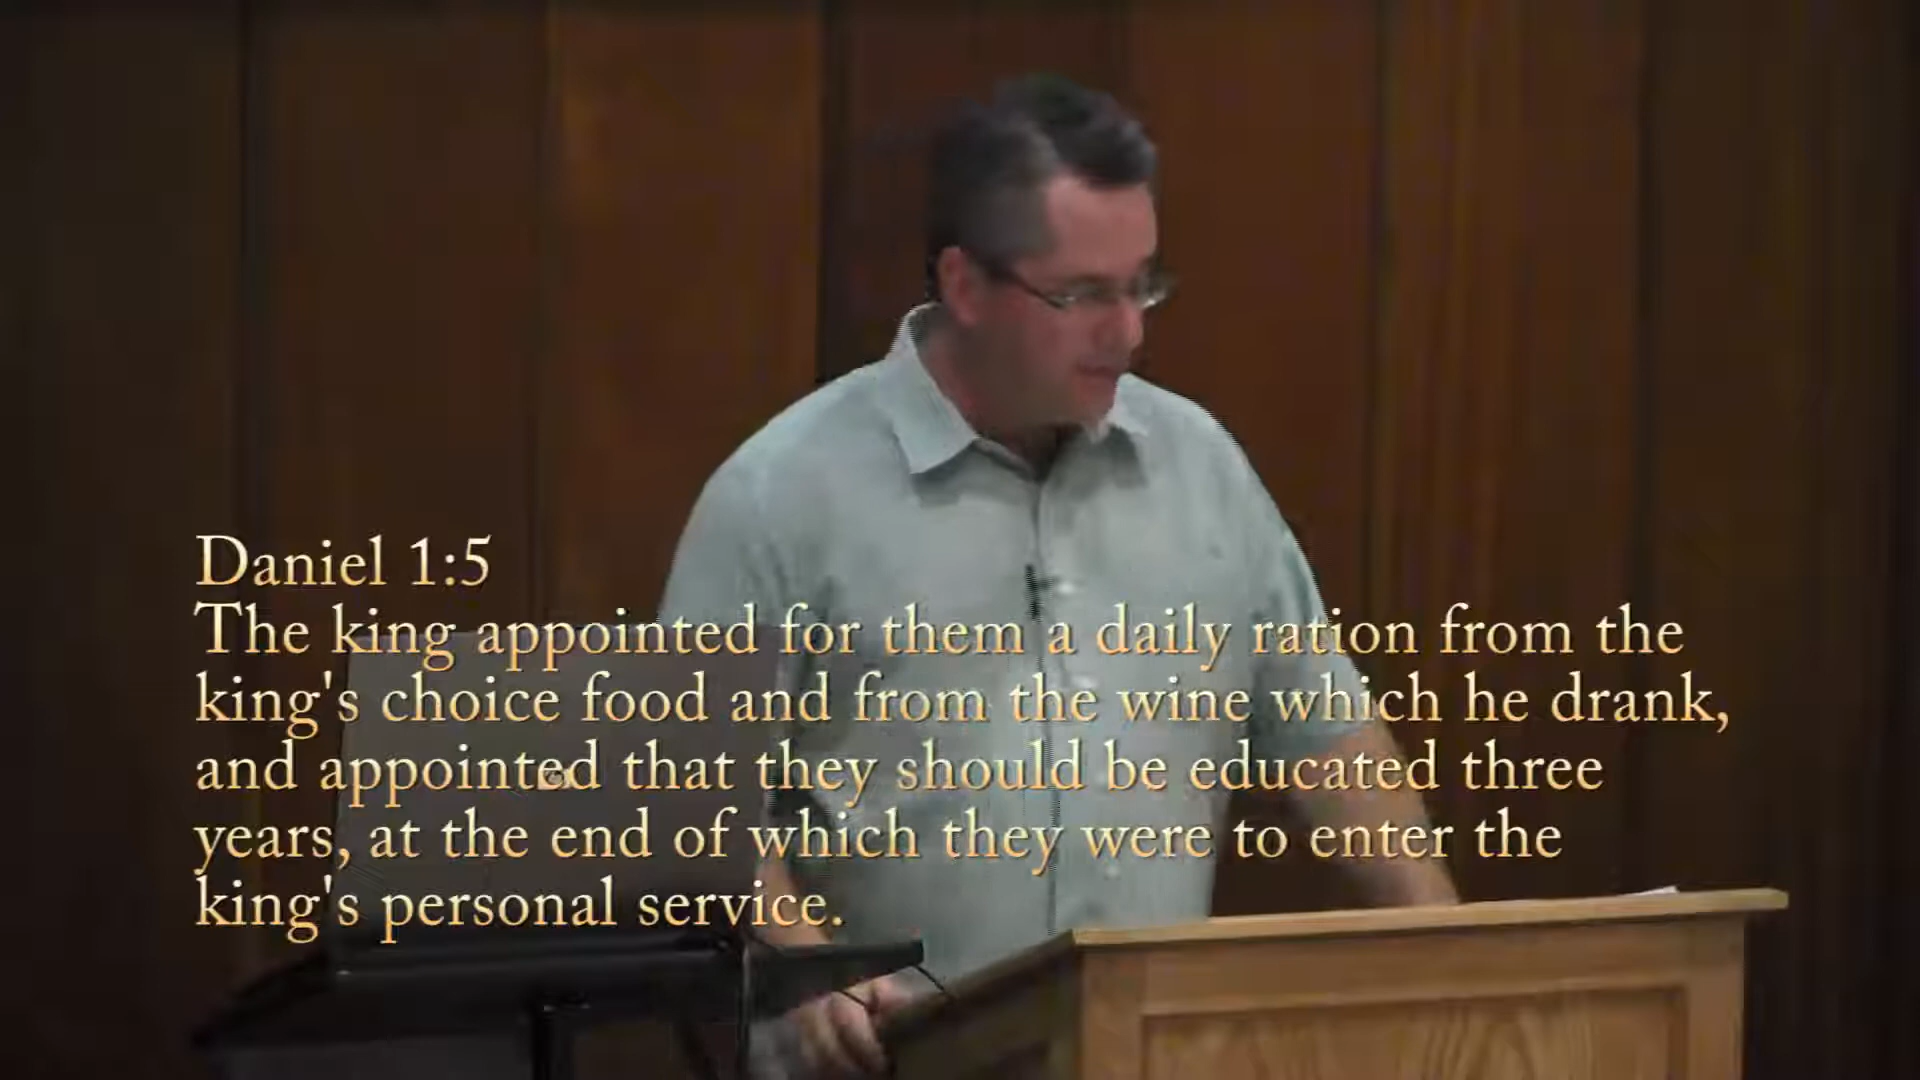 Daniel 1:5
The king appointed for them a daily ration from the
king's choice food and from the wine which he drank,
and appointed that they should be educated three
years, at the end of which they were to enter the
king's personal service.